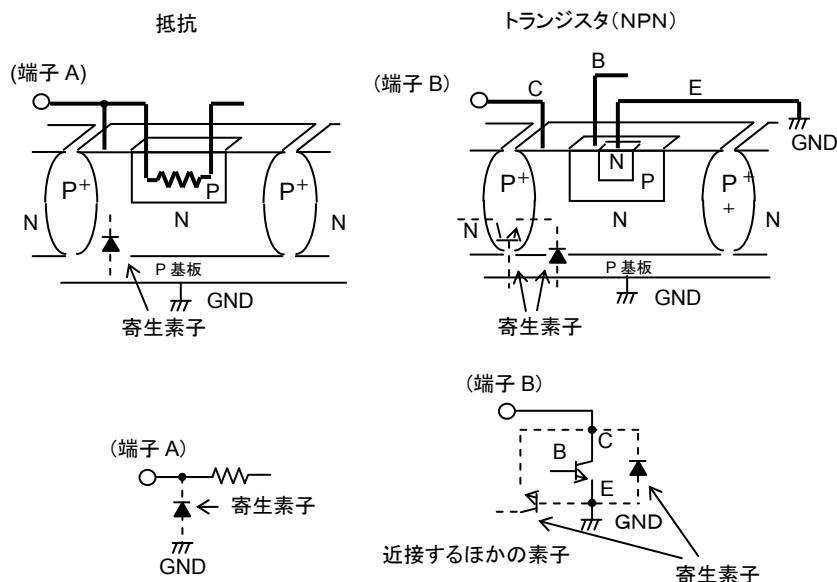 抵抗
トランジスタ(NPN)
(端子 A)
(端子 B)
B
C
E
GND
P+
N
P
N
P+
N
P 基板
GND
寄生素子
P+
N
N
P
N
P+
+
N
P 基板
GND
寄生素子
(端子 A)
寄生素子
GND
(端子 B)
C
B
E
GND
近接するほかの素子
寄生素子